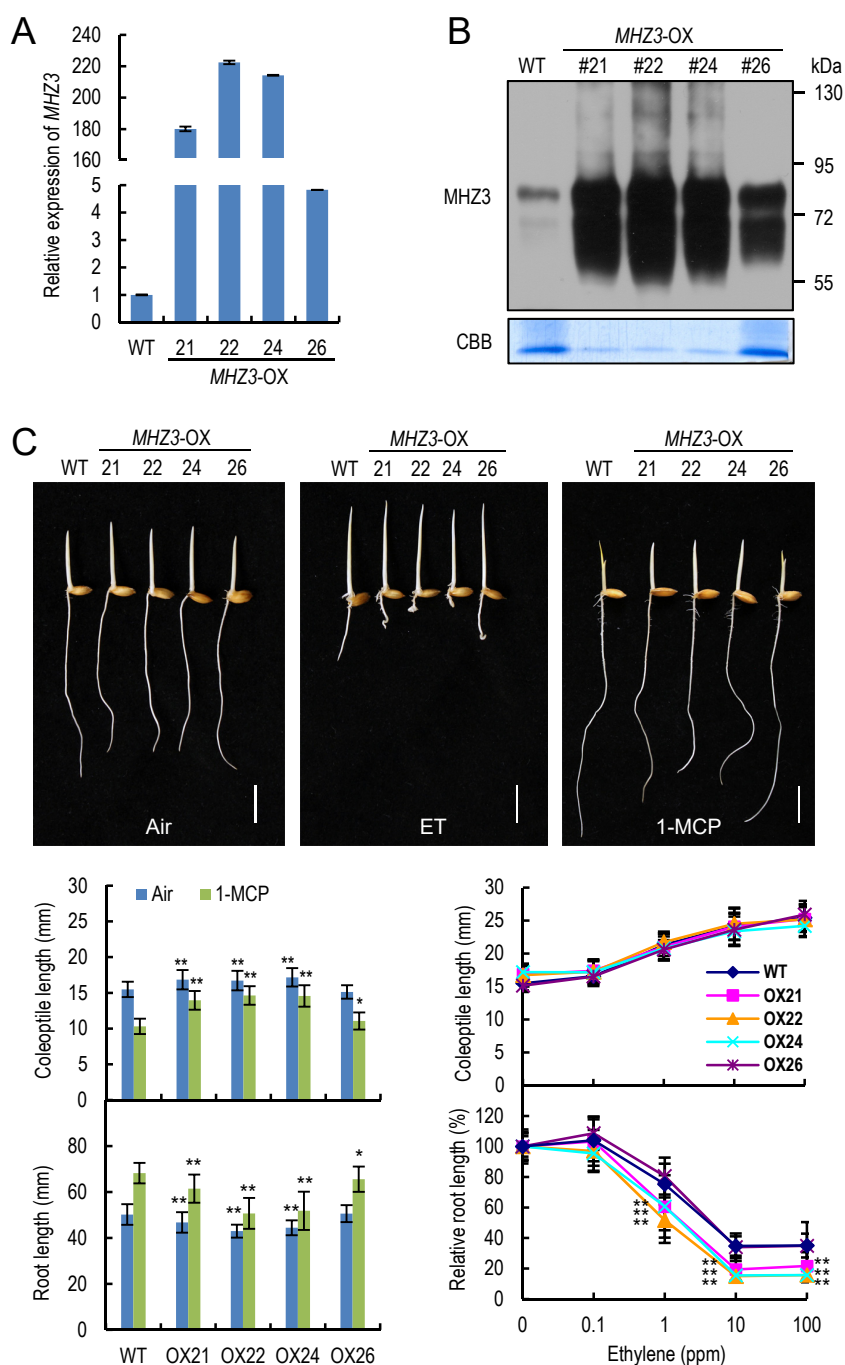 A
Relative expression of MHZ3
240
220
200
180
160
5
4
3
2
1
0
WT 21 22 24 26
MHZ3-OX
B
MHZ3-OX
WT #21 #22 #24 #26 kDa
130
95
MHZ3
72
55
CBB
C
MHZ3-OX
WT 21 22 24 26
Air
MHZ3-OX
WT 21 22 24 26
ET
MHZ3-OX
WT 21 22 24 26
1-MCP
Coleoptile length (mm)
30
25
20
15
10
5
0
Air 1-MCP
** ** ** ** ** ** *
Root length (mm)
80
60
40
20
0
** ** ** ** ** ** *
WT OX21 OX22 OX24 OX26
Coleoptile length (mm)
30
25
20
15
10
5
0
WT
OX21
OX22
OX24
OX26
Relative root length (%)
120
100
80
60
40
20
0
** ** **
** ** **
** ** **
0 0.1 1 10 100
Ethylene (ppm)